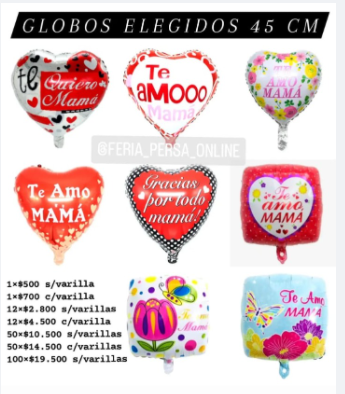 GLOBOS ELEGIDOS 45 CM
te Quiero
Mamá
Te
aMOOO
Mama
TE
AMO
MAMÁ
@FERIA_PERSA_ONLINE
Te Amo
MAMÁ
Gracias
por todo
mamá!
Te
amo
MAMÁ
1×$500 s/varilla
1×$700 c/varilla
12×$2.800 s/varillas
12×$4.500 c/varilla
50×$10.500 s/varillas
50×$14.500 c/varillas
100×$19.500 s/varillas
Te Amo
Mamá
Te Amo
MAMÁ